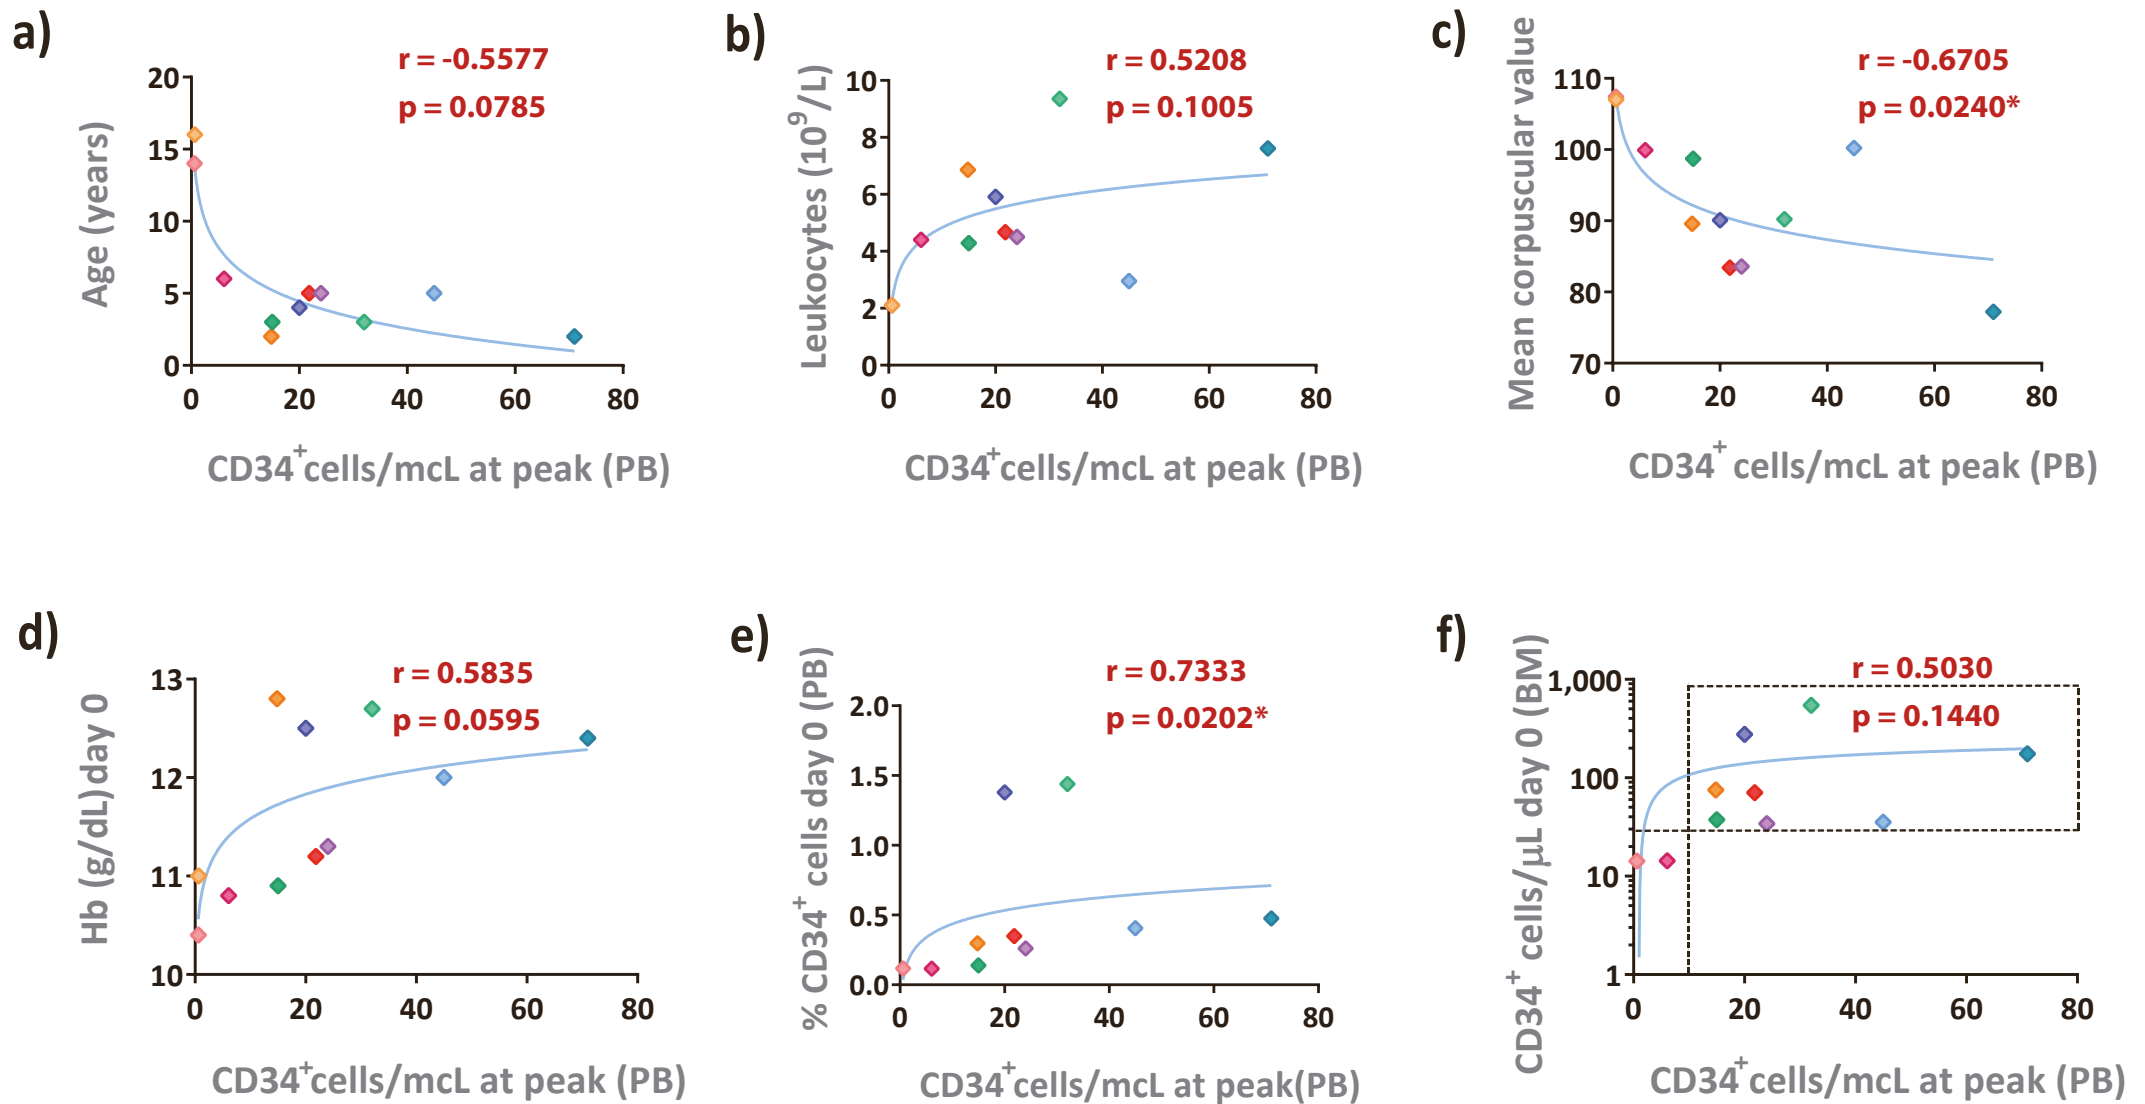 a)
r = -0.5577
p = 0.0785
Age (years)
20
15
10
5
0
0 20 40 60 80
CD34+cells/mcL at peak (PB)
b)
r = 0.5208
p = 0.1005
Leukocytes (10^9/L)
10
8
6
4
2
0
0 20 40 60 80
CD34+cells/mcL at peak (PB)
c)
r = -0.6705
p = 0.0240*
Mean corpuscular value
110
100
90
80
70
0 20 40 60 80
CD34+ cells/mcL at peak (PB)
d)
r = 0.5835
p = 0.0595
Hb (g/dL) day 0
13
12
11
10
0 20 40 60 80
CD34+cells/mcL at peak (PB)
e)
r = 0.7333
p = 0.0202*
% CD34+ cells day 0 (PB)
2.0
1.5
1.0
0.5
0.0
0 20 40 60 80
CD34+cells/mcL at peak(PB)
f)
r = 0.5030
p = 0.1440
CD34+ cells/μL day 0 (BM)
1,000
100
10
1
0 20 40 60 80
CD34+cells/mcL at peak (PB)